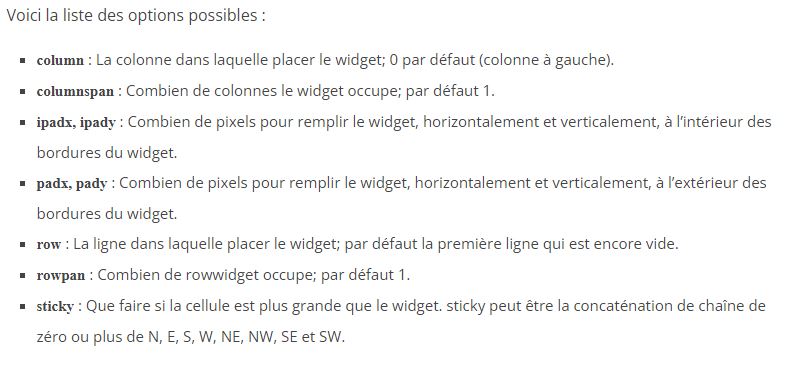 Voici la liste des options possibles :
▪ column : La colonne dans laquelle placer le widget; 0 par défaut (colonne à gauche).
▪ columnspan : Combien de colonnes le widget occupe; par défaut 1.
▪ ipadx, ipady : Combien de pixels pour remplir le widget, horizontalement et verticalement, à l’intérieur des
bordures du widget.
▪ padx, pady : Combien de pixels pour remplir le widget, horizontalement et verticalement, à l’extérieur des
bordures du widget.
▪ row : La ligne dans laquelle placer le widget; par défaut la première ligne qui est encore vide.
▪ rowpan : Combien de rowwidget occupe; par défaut 1.
▪ sticky : Que faire si la cellule est plus grande que le widget. sticky peut être la concaténation de chaîne de
zéro ou plus de N, E, S, W, NE, NW, SE et SW.